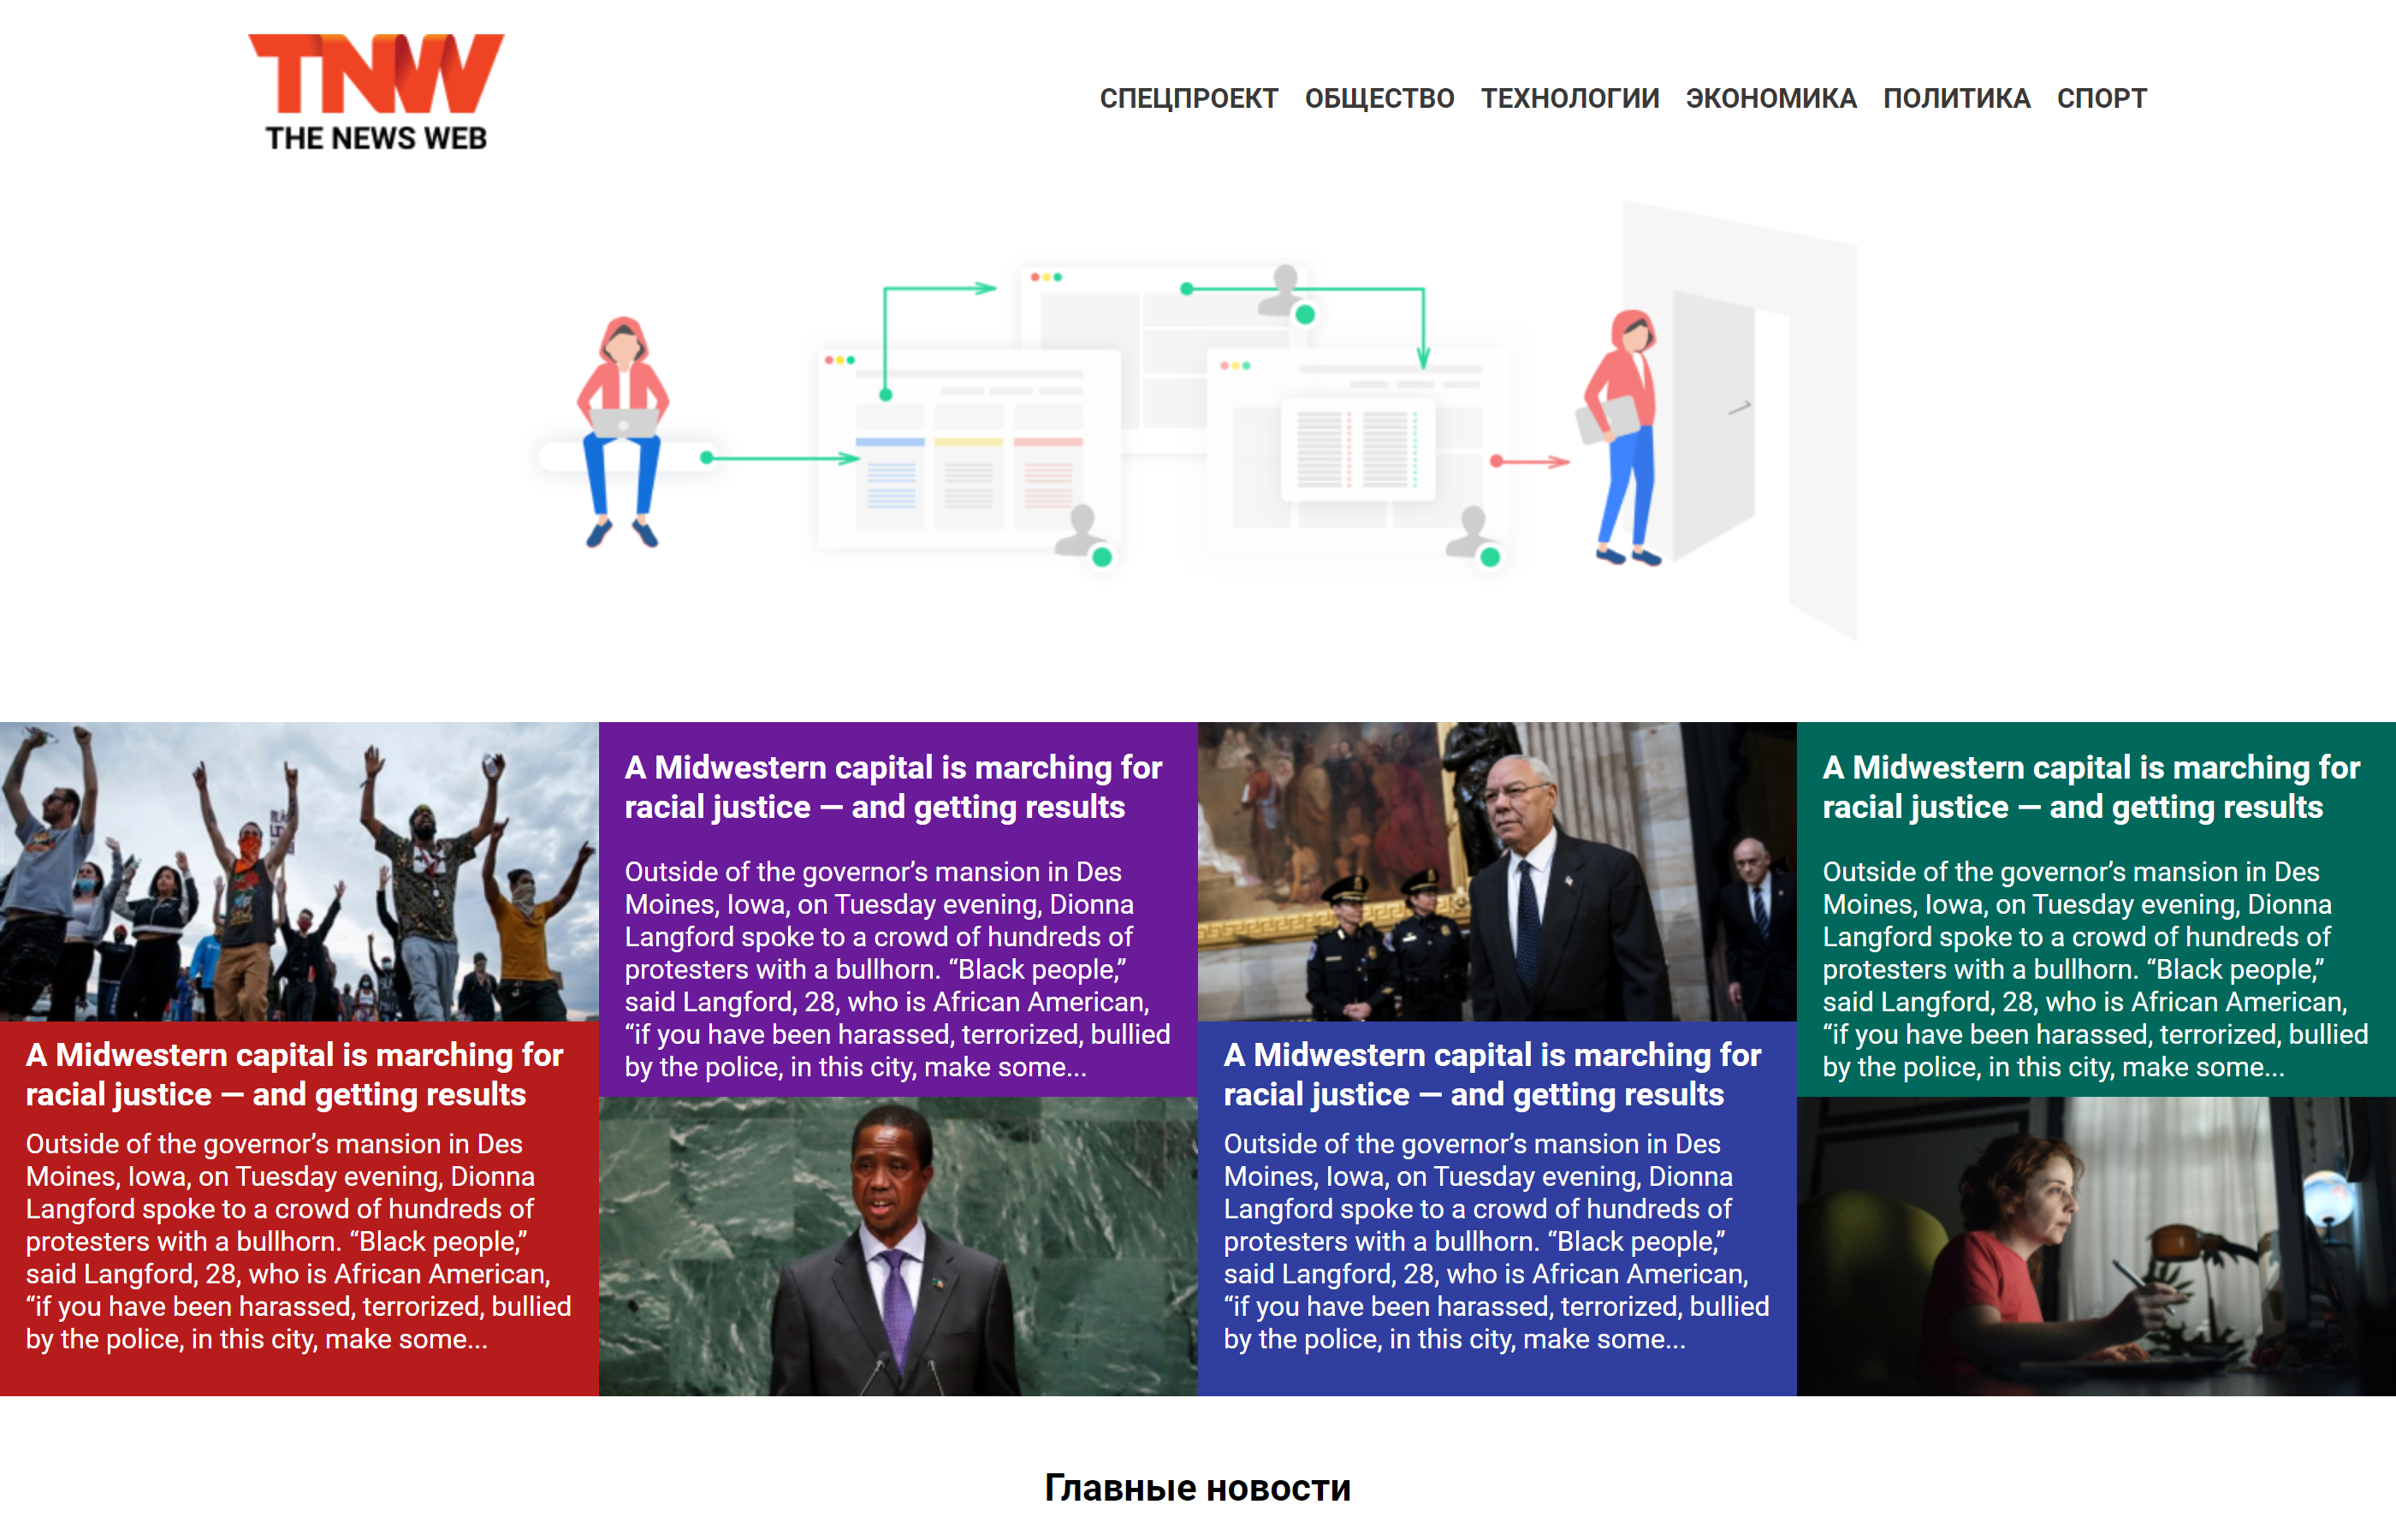 TNW
THE NEWS WEB
СПЕЦПРОЕКТ ОБЩЕСТВО ТЕХНОЛОГИИ ЭКОНОМИКА ПОЛИТИКА СПОРТ
A Midwestern capital is marching for
racial justice — and getting results
Outside of the governor’s mansion in Des
Moines, Iowa, on Tuesday evening, Dionna
Langford spoke to a crowd of hundreds of
protesters with a bullhorn. “Black people,”
said Langford, 28, who is African American,
“if you have been harassed, terrorized, bullied
by the police, in this city, make some...
A Midwestern capital is marching for
racial justice — and getting results
Outside of the governor’s mansion in Des
Moines, Iowa, on Tuesday evening, Dionna
Langford spoke to a crowd of hundreds of
protesters with a bullhorn. “Black people,”
said Langford, 28, who is African American,
“if you have been harassed, terrorized, bullied
by the police, in this city, make some...
A Midwestern capital is marching for
racial justice — and getting results
Outside of the governor’s mansion in Des
Moines, Iowa, on Tuesday evening, Dionna
Langford spoke to a crowd of hundreds of
protesters with a bullhorn. “Black people,”
said Langford, 28, who is African American,
“if you have been harassed, terrorized, bullied
by the police, in this city, make some...
A Midwestern capital is marching for
racial justice — and getting results
Outside of the governor’s mansion in Des
Moines, Iowa, on Tuesday evening, Dionna
Langford spoke to a crowd of hundreds of
protesters with a bullhorn. “Black people,”
said Langford, 28, who is African American,
“if you have been harassed, terrorized, bullied
by the police, in this city, make some...
Главные новости